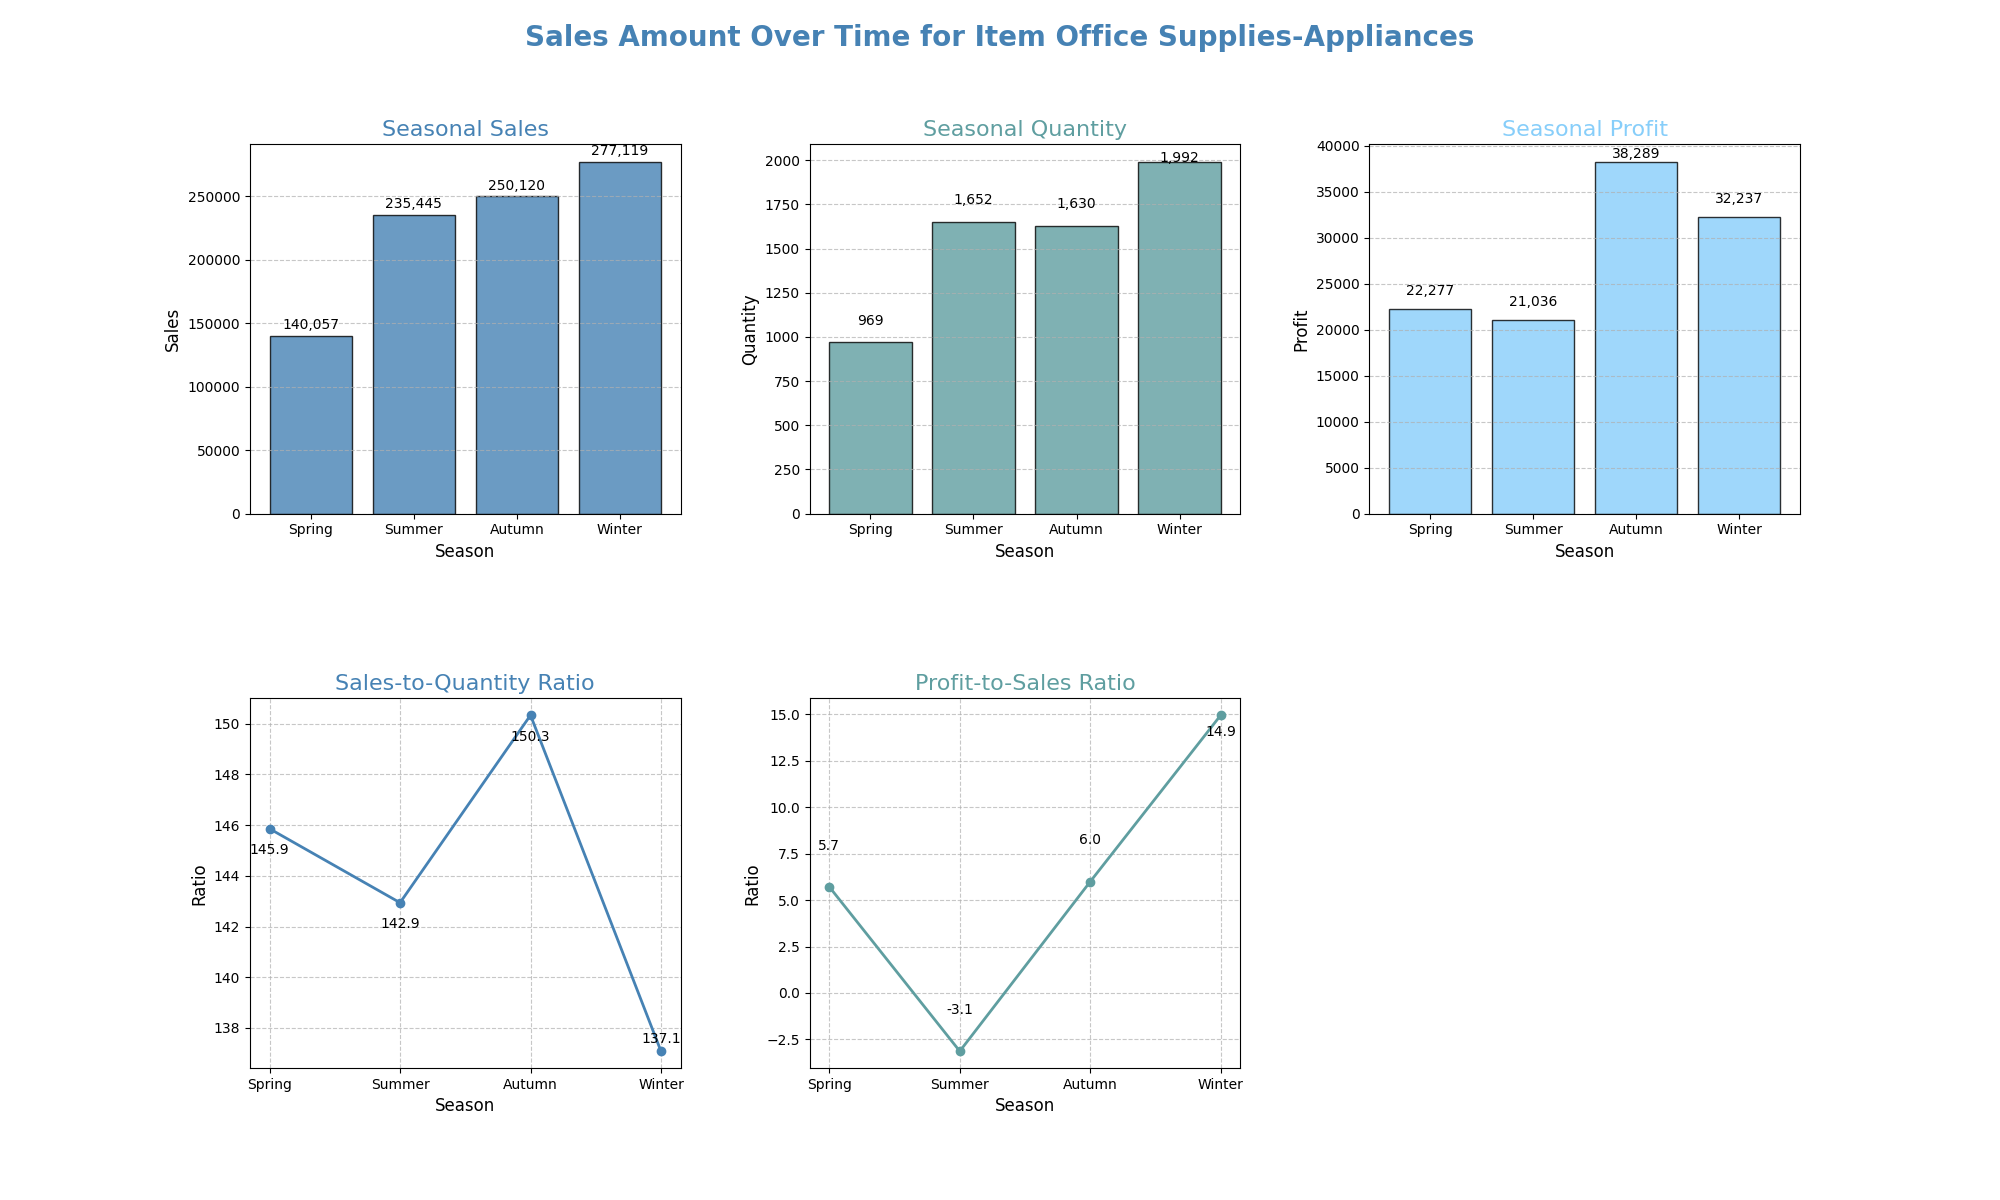 Sales Amount Over Time for Item Office Supplies-Appliances
Seasonal Sales
Sales
250000
200000
150000
100000
50000
0
140,057
235,445
250,120
277,119
Spring
Summer
Autumn
Winter
Season
Seasonal Quantity
Quantity
2000
1750
1500
1250
1000
750
500
250
0
969
1,652
1,630
1,992
Spring
Summer
Autumn
Winter
Season
Seasonal Profit
Profit
40000
35000
30000
25000
20000
15000
10000
5000
0
22,277
21,036
38,289
32,237
Spring
Summer
Autumn
Winter
Season
Sales-to-Quantity Ratio
Ratio
150
148
146
144
142
140
138
145.9
142.9
150.3
137.1
Spring
Summer
Autumn
Winter
Season
Profit-to-Sales Ratio
Ratio
15.0
12.5
10.0
7.5
5.0
2.5
0.0
−2.5
5.7
-3.1
6.0
14.9
Spring
Summer
Autumn
Winter
Season